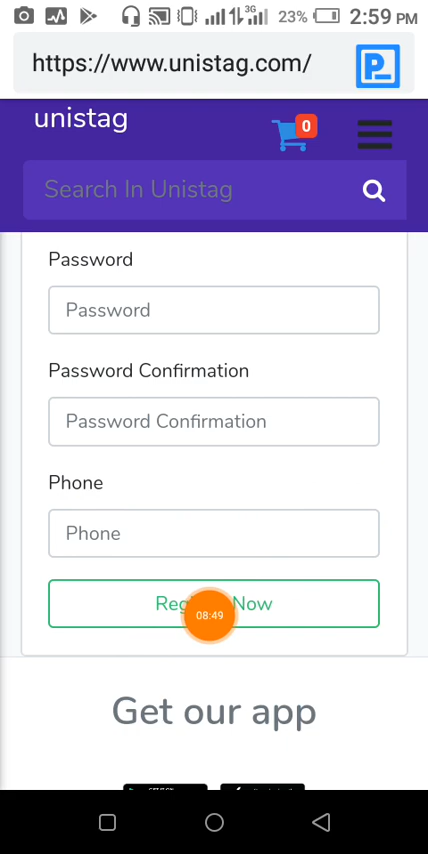 3G 23% 2:59 PM
https://www.unistag.com/
unistag
0
Search In Unistag
Password
Password
Password Confirmation
Password Confirmation
Phone
Phone
Now
08:49
Get our app